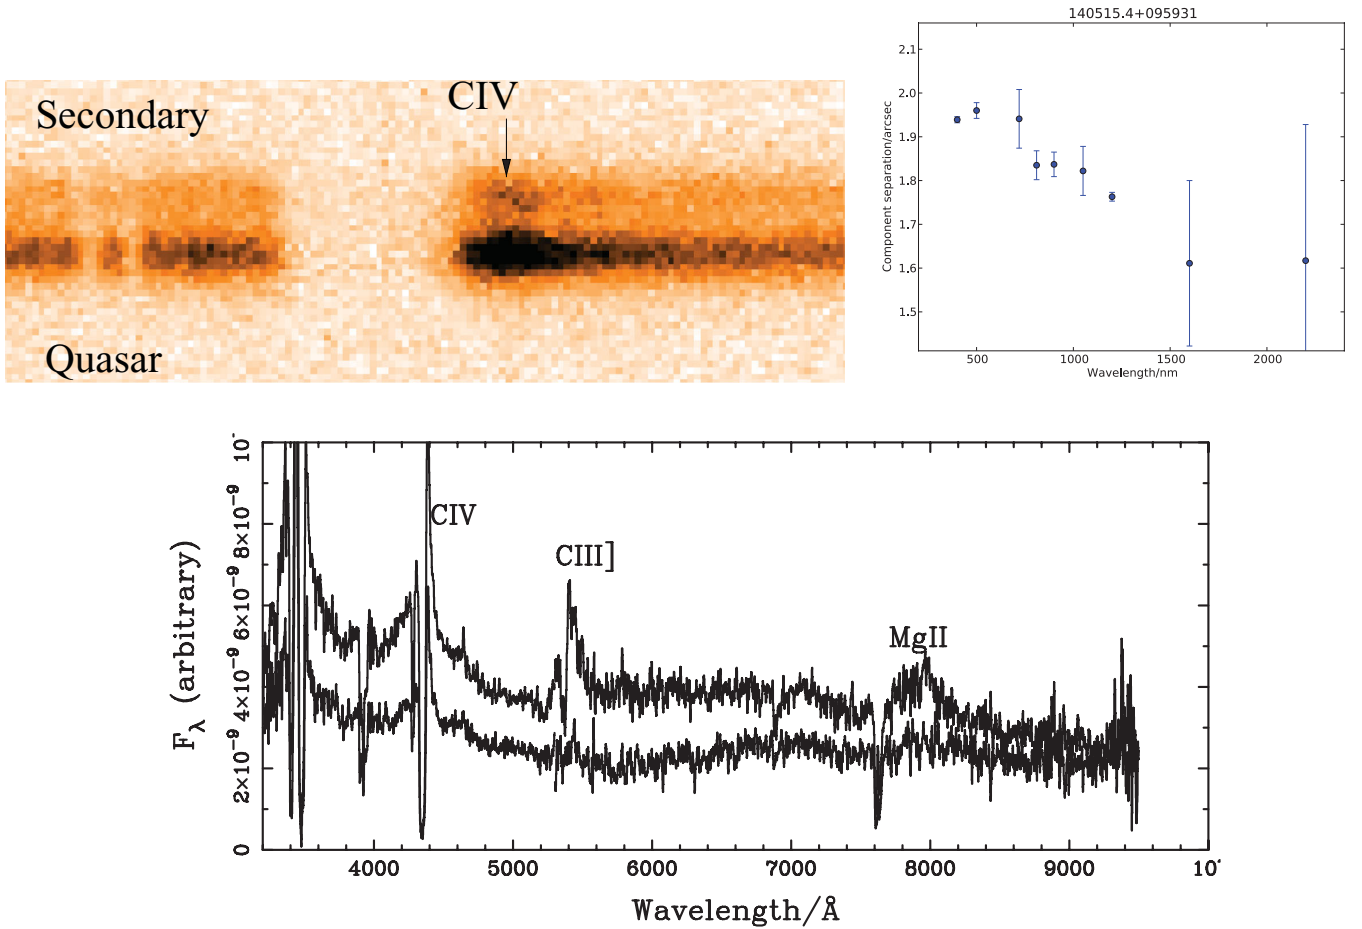 Secondary
CIV
Quasar
140515.4+095931
Component separation/arcsec
2.1
2.0
1.9
1.8
1.7
1.6
1.5
500
1000
1500
2000
Wavelength/nm
F_λ (arbitrary)
0
2×10⁻⁹
4×10⁻⁹
6×10⁻⁹
8×10⁻⁹
10⁻
CIV
CIII]
MgII
4000
5000
6000
7000
8000
9000
10⁴
Wavelength/Å